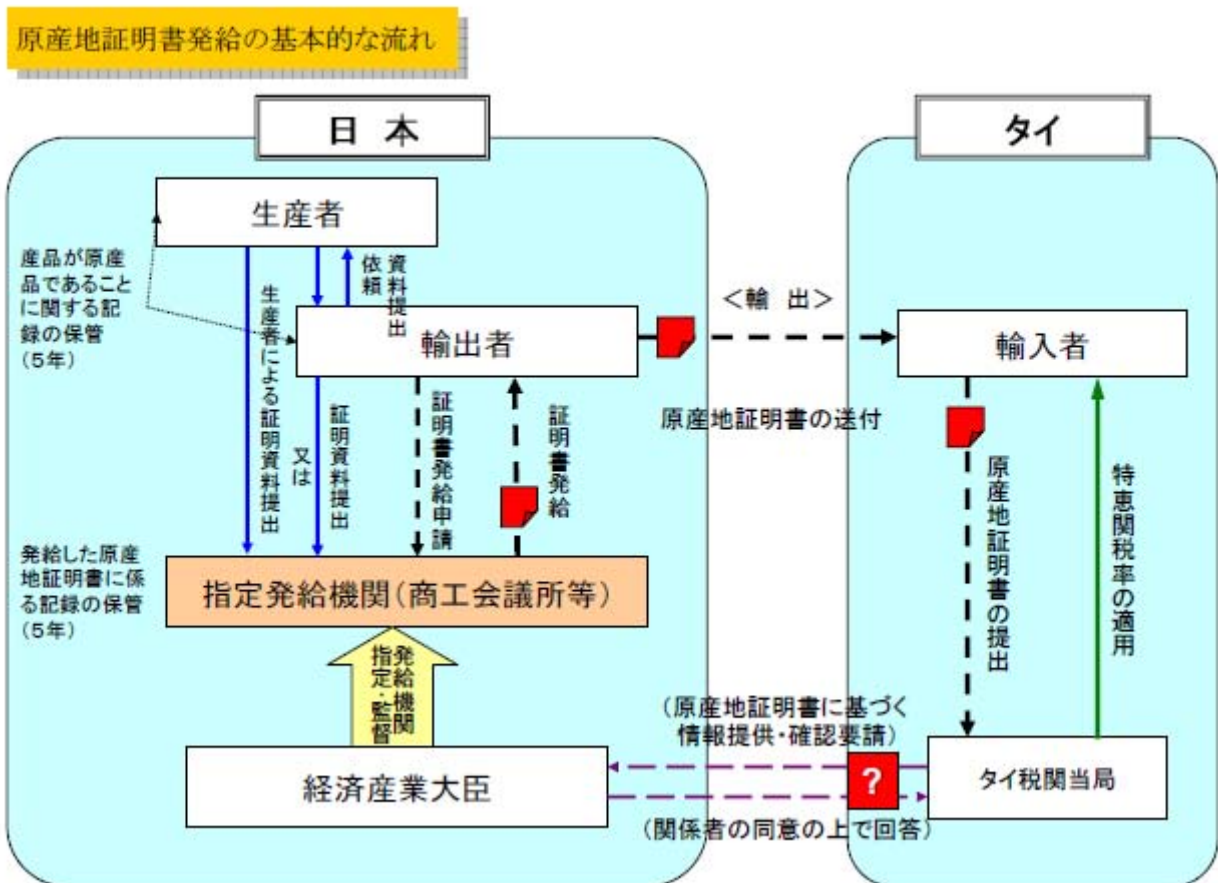 原産地証明書発給の基本的な流れ
日 本
タイ
生産者
産品が原産
品であること
に関する記
録の保管
(5年)
資料提出
依頼
生産者による証明資料提出
輸出者
<輸 出>
輸入者
原産地証明書の送付
又は
証明資料提出
証明書発給申請
証明書発給
原産地証明書の提出
特恵関税率の適用
発給した原産
地証明書に係
る記録の保管
(5年)
指定発給機関(商工会議所等)
発給機関
指定・監督
(原産地証明書に基づく
情報提供・確認要請)
経済産業大臣
?
タイ税関当局
(関係者の同意の上で回答)